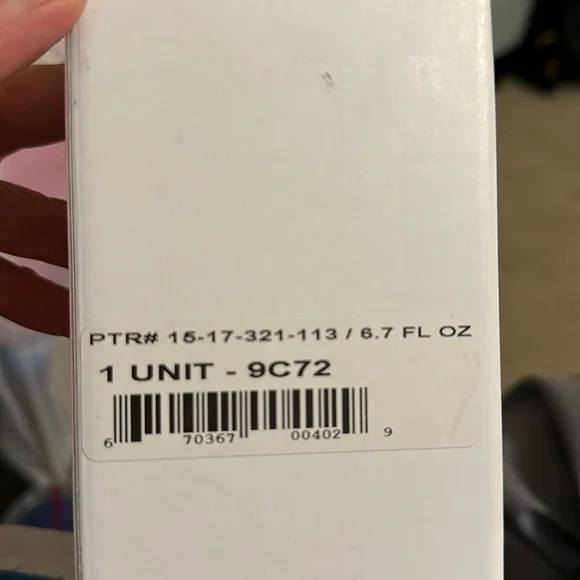 PTR# 15-17-321-113 / 6.7 FL OZ
1 UNIT - 9C72
6 70367 00402 9